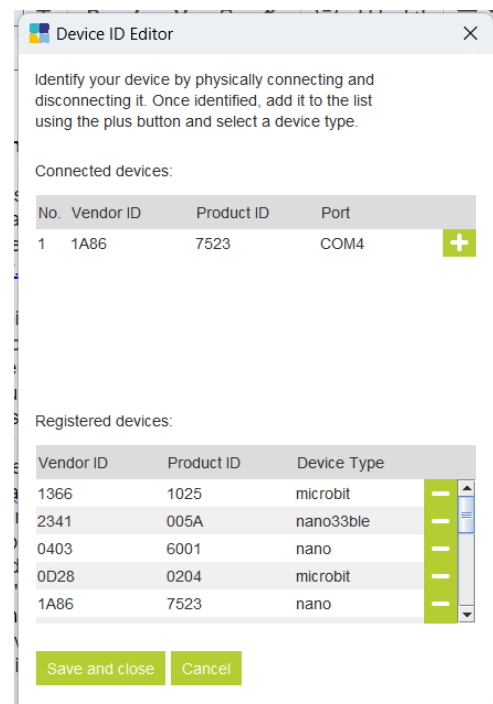 Device ID Editor
Identify your device by physically connecting and
disconnecting it. Once identified, add it to the list
using the plus button and select a device type.
Connected devices:
No. Vendor ID Product ID Port
1 1A86 7523 COM4
Registered devices:
Vendor ID Product ID Device Type
1366 1025 microbit
2341 005A nano33ble
0403 6001 nano
0D28 0204 microbit
1A86 7523 nano
Save and close Cancel